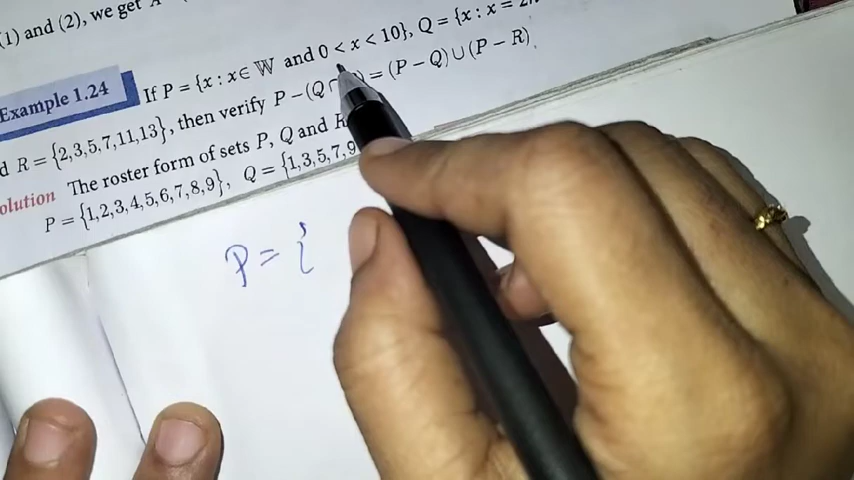 (1) and (2), we get
Example 1.24 If P = {x : x ∈ 𝕎 and 0 < x < 10}, Q = {x : x = 2n
R = {2,3,5,7,11,13}, then verify P − (Q ∩ ) = (P − Q) ∪ (P − R)
The roster form of sets P, Q and R
P = {1,2,3,4,5,6,7,8,9}, Q = {1,3,5,7,9
P = {